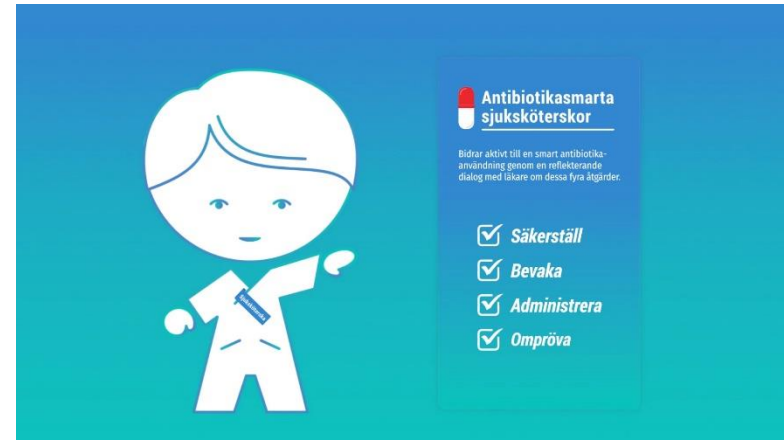 Antibiotikasmarta
sjuksköterskor
Bidrar aktivt till en smart antibiotika-
användning genom en reflekterande
dialog med läkare om dessa fyra åtgärder.
Säkerställ
Bevaka
Administrera
Ompröva
Sjuksköterska